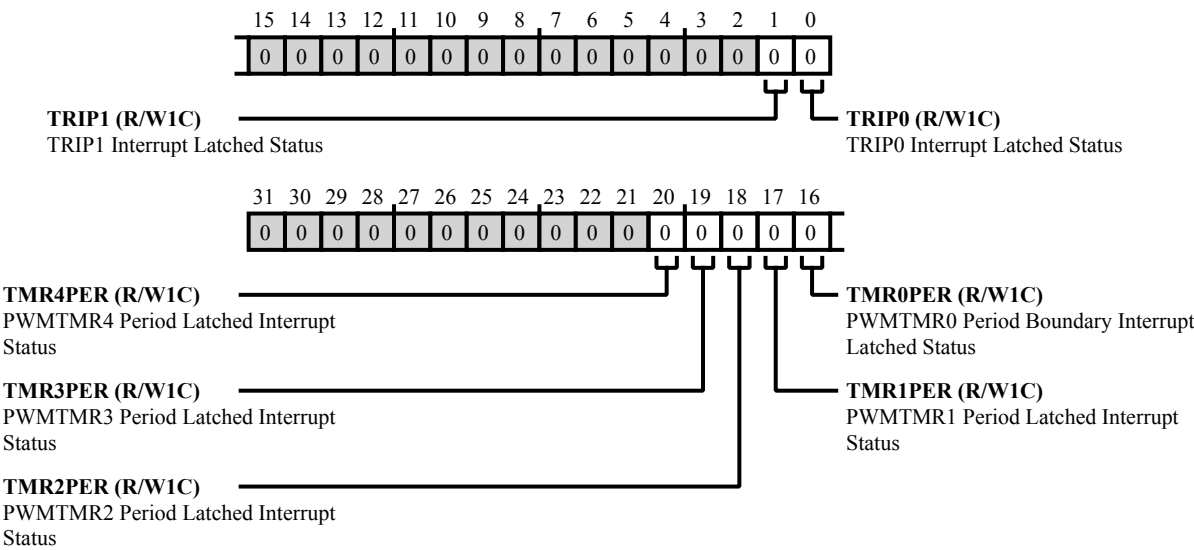 15 14 13 12 11 10 9 8 7 6 5 4 3 2 1 0
0 0 0 0 0 0 0 0 0 0 0 0 0 0 0 0
TRIP1 (R/W1C)
TRIP1 Interrupt Latched Status
TRIP0 (R/W1C)
TRIP0 Interrupt Latched Status
31 30 29 28 27 26 25 24 23 22 21 20 19 18 17 16
0 0 0 0 0 0 0 0 0 0 0 0 0 0 0 0
TMR4PER (R/W1C)
PWMTMR4 Period Latched Interrupt
Status
TMR0PER (R/W1C)
PWMTMR0 Period Boundary Interrupt
Latched Status
TMR3PER (R/W1C)
PWMTMR3 Period Latched Interrupt
Status
TMR1PER (R/W1C)
PWMTMR1 Period Latched Interrupt
Status
TMR2PER (R/W1C)
PWMTMR2 Period Latched Interrupt
Status